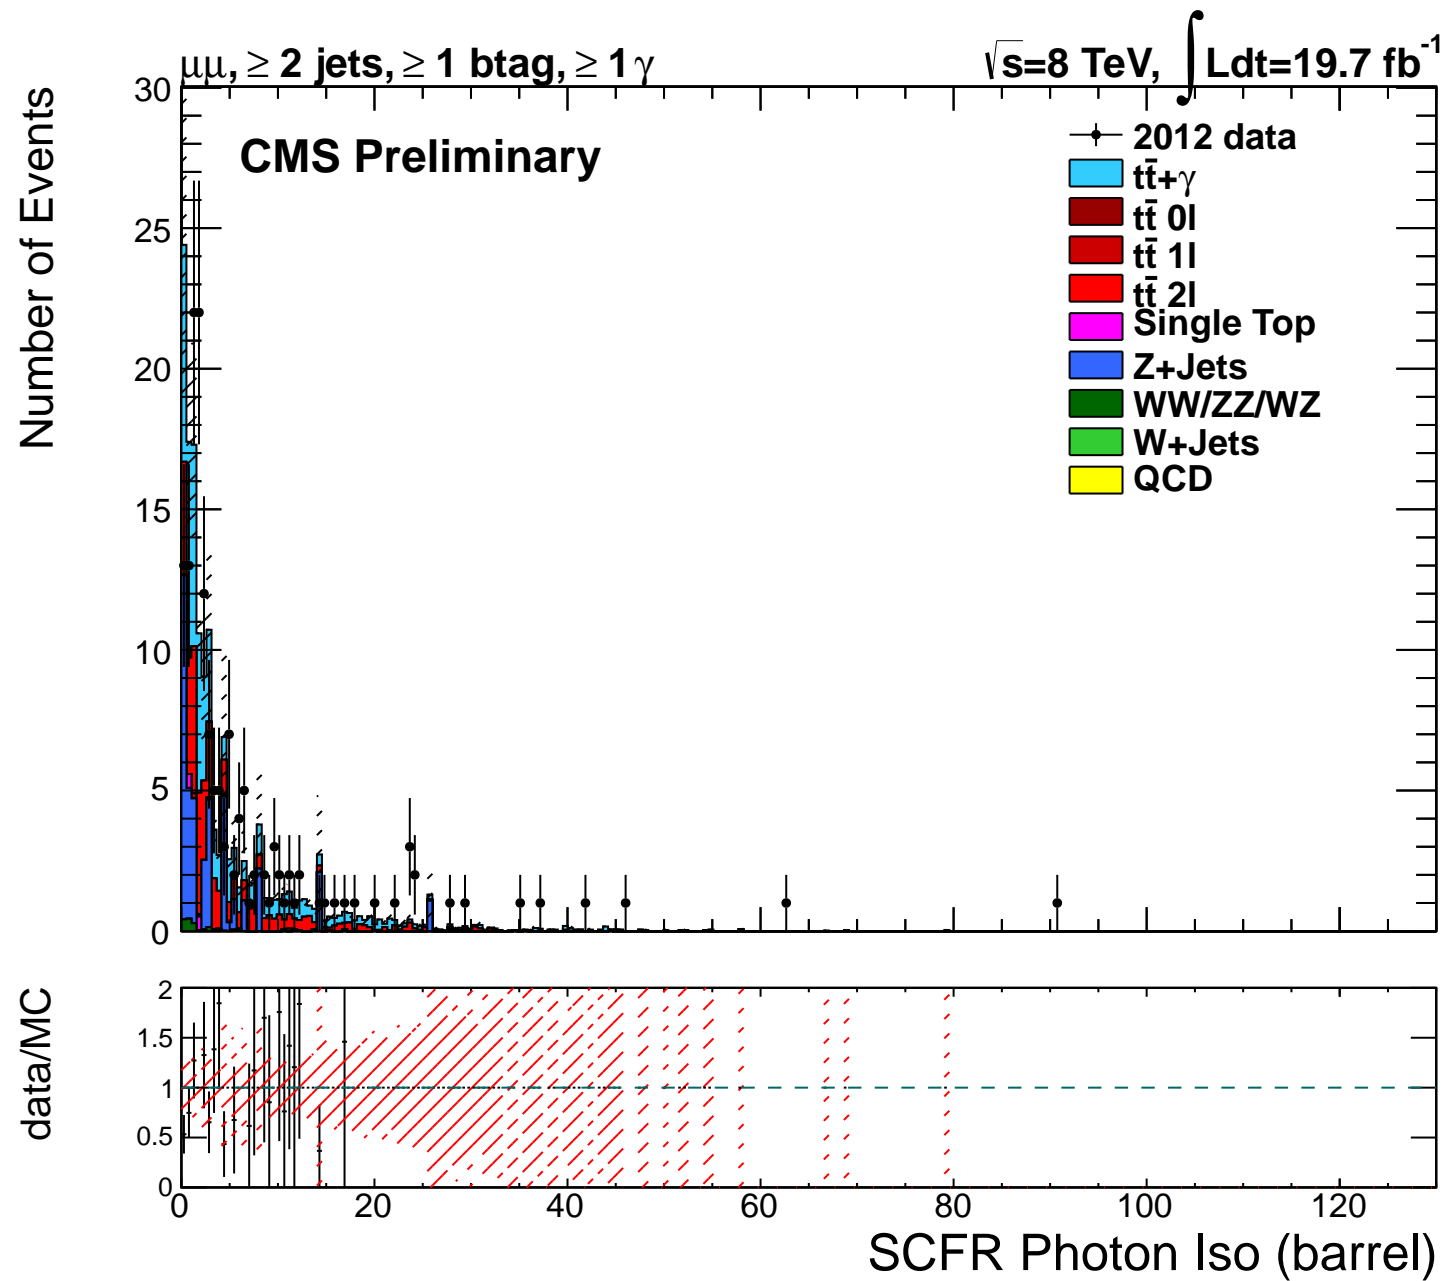 μμ, ≥ 2 jets, ≥ 1 btag, ≥ 1 γ
√s=8 TeV, ∫ Ldt=19.7 fb⁻¹
CMS Preliminary
2012 data
tt̄+γ
tt̄ 0l
tt̄ 1l
tt̄ 2l
Single Top
Z+Jets
WW/ZZ/WZ
W+Jets
QCD
Number of Events
30
25
20
15
10
5
0
data/MC
2
1.5
1
0.5
0
0 20 40 60 80 100 120
SCFR Photon Iso (barrel)